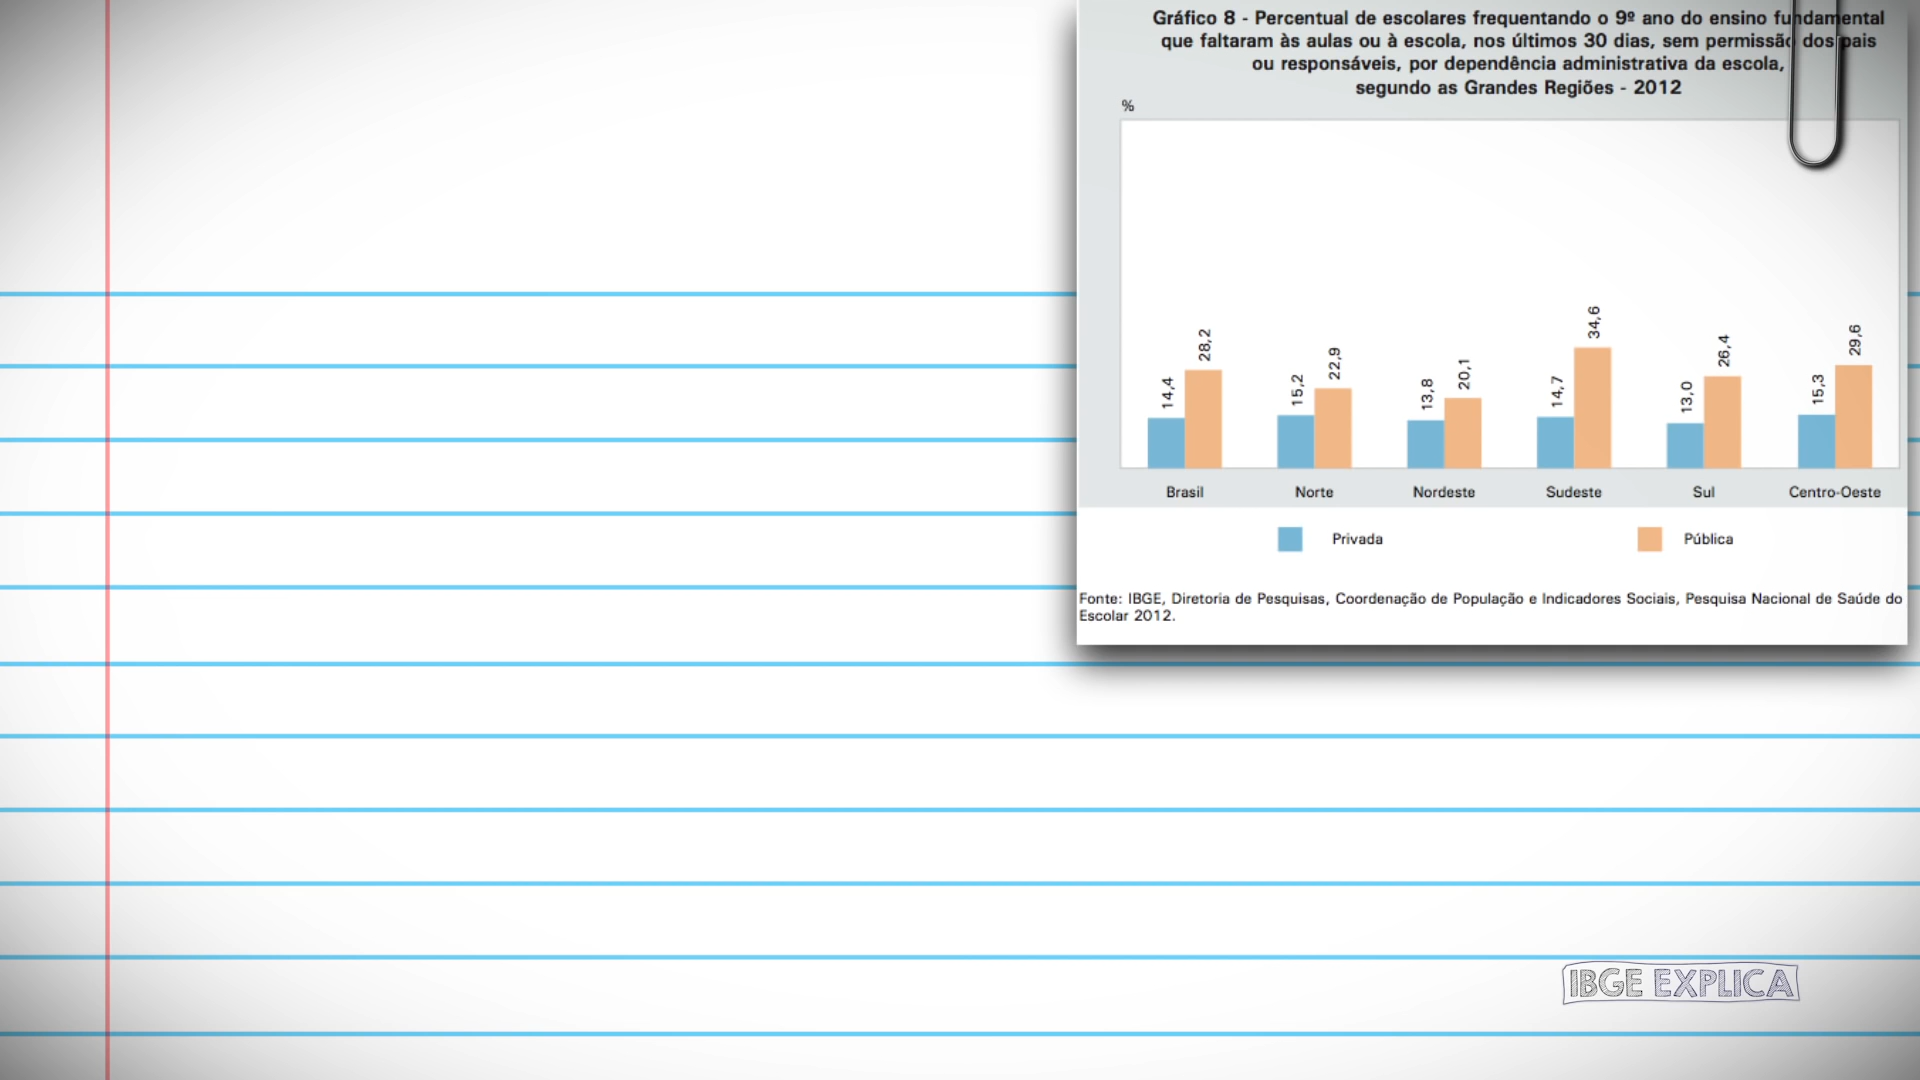 Gráfico 8 - Percentual de escolares frequentando o 9º ano do ensino fundamental
que faltaram às aulas ou à escola, nos últimos 30 dias, sem permissão dos pais
ou responsáveis, por dependência administrativa da escola,
segundo as Grandes Regiões - 2012
%
14,4 28,2 15,2 22,9 13,8 20,1 14,7 34,6 13,0 26,4 15,3 29,6
Brasil Norte Nordeste Sudeste Sul Centro-Oeste
Privada Pública
Fonte: IBGE, Diretoria de Pesquisas, Coordenação de População e Indicadores Sociais, Pesquisa Nacional de Saúde do
Escolar 2012.
IBGE EXPLICA